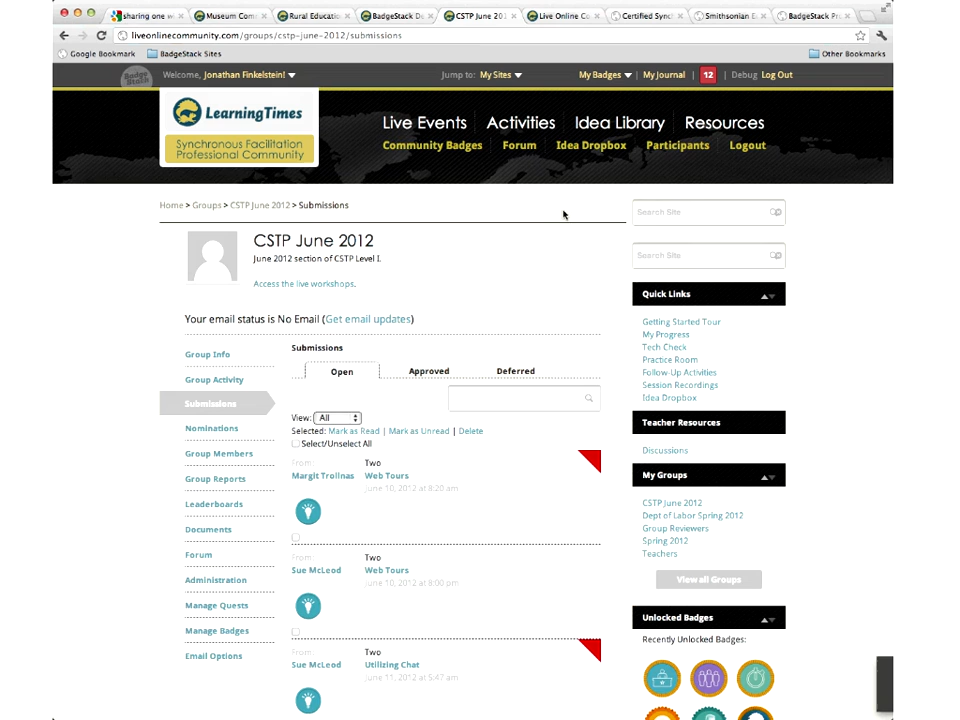 sharing one w
Museum Com
Rural Educatio
BadgeStack D
CSTP June 201
Live Online Co
Certified Sync
Smithsonian E
BadgeStack Pr
liveonlinecommunity.com/groups/cstp-june-2012/submissions
Google Bookmark
BadgeStack Sites
Other Bookmarks
Badge Stack
Welcome, Jonathan Finkelstein!
Jump to: My Sites
My Badges | My Journal | 12 | Debug Log Out
LearningTimes
Synchronous Facilitation
Professional Community
Live Events Activities Idea Library Resources
Community Badges Forum Idea Dropbox Participants Logout
Home > Groups > CSTP June 2012 > Submissions
CSTP June 2012
June 2012 section of CSTP Level I.
Access the live workshops.
Your email status is No Email (Get email updates)
Group Info
Group Activity
Submissions
Nominations
Group Members
Group Reports
Leaderboards
Documents
Forum
Administration
Manage Quests
Manage Badges
Email Options
Submissions
Open Approved Deferred
View: All
Selected: Mark as Read | Mark as Unread | Delete
Select/Unselect All
From: Two
Margit Trolinas Web Tours
June 10, 2012 at 8:20 am
From: Two
Sue McLeod Web Tours
June 10, 2012 at 8:00 pm
From: Two
Sue McLeod Utilizing Chat
June 11, 2012 at 5:47 am
Search Site
Search Site
Quick Links
Getting Started Tour
My Progress
Tech Check
Practice Room
Follow-Up Activities
Session Recordings
Idea Dropbox
Teacher Resources
Discussions
My Groups
CSTP June 2012
Dept of Labor Spring 2012
Group Reviewers
Spring 2012
Teachers
View all Groups
Unlocked Badges
Recently Unlocked Badges: